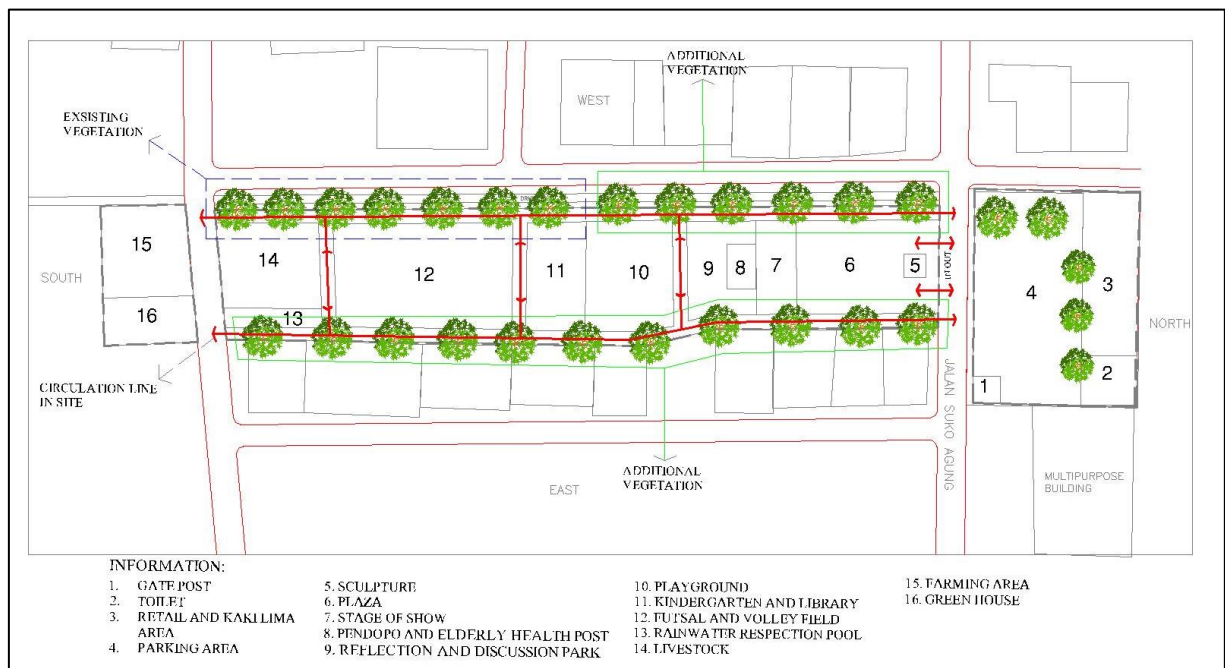 ADDITIONAL
VEGETATION
WEST
EXSISTING
VEGETATION
15
SOUTH
16
14
12
11
10
9
8
7
6
5
4
3
NORTH
13
1
2
CIRCULATION LINE
IN SITE
JALAN SUKO AGUNG
ADDITIONAL
VEGETATION
EAST
MULTIPURPOSE
BUILDING
INFORMATION:
1. GATE POST
2. TOILET
3. RETAIL AND KAKI LIMA
AREA
4. PARKING AREA
5. SCULPTURE
6. PLAZA
7. STAGE OF SHOW
8. PENDOPO AND ELDERLY HEALTH POST
9. REFLECTION AND DISCUSSION PARK
10. PLAYGROUND
11. KINDERGARTEN AND LIBRARY
12. FUTSAL AND VOLLEY FIELD
13. RAINWATER RESPECTION POOL
14. LIVESTOCK
15. FARMING AREA
16. GREEN HOUSE